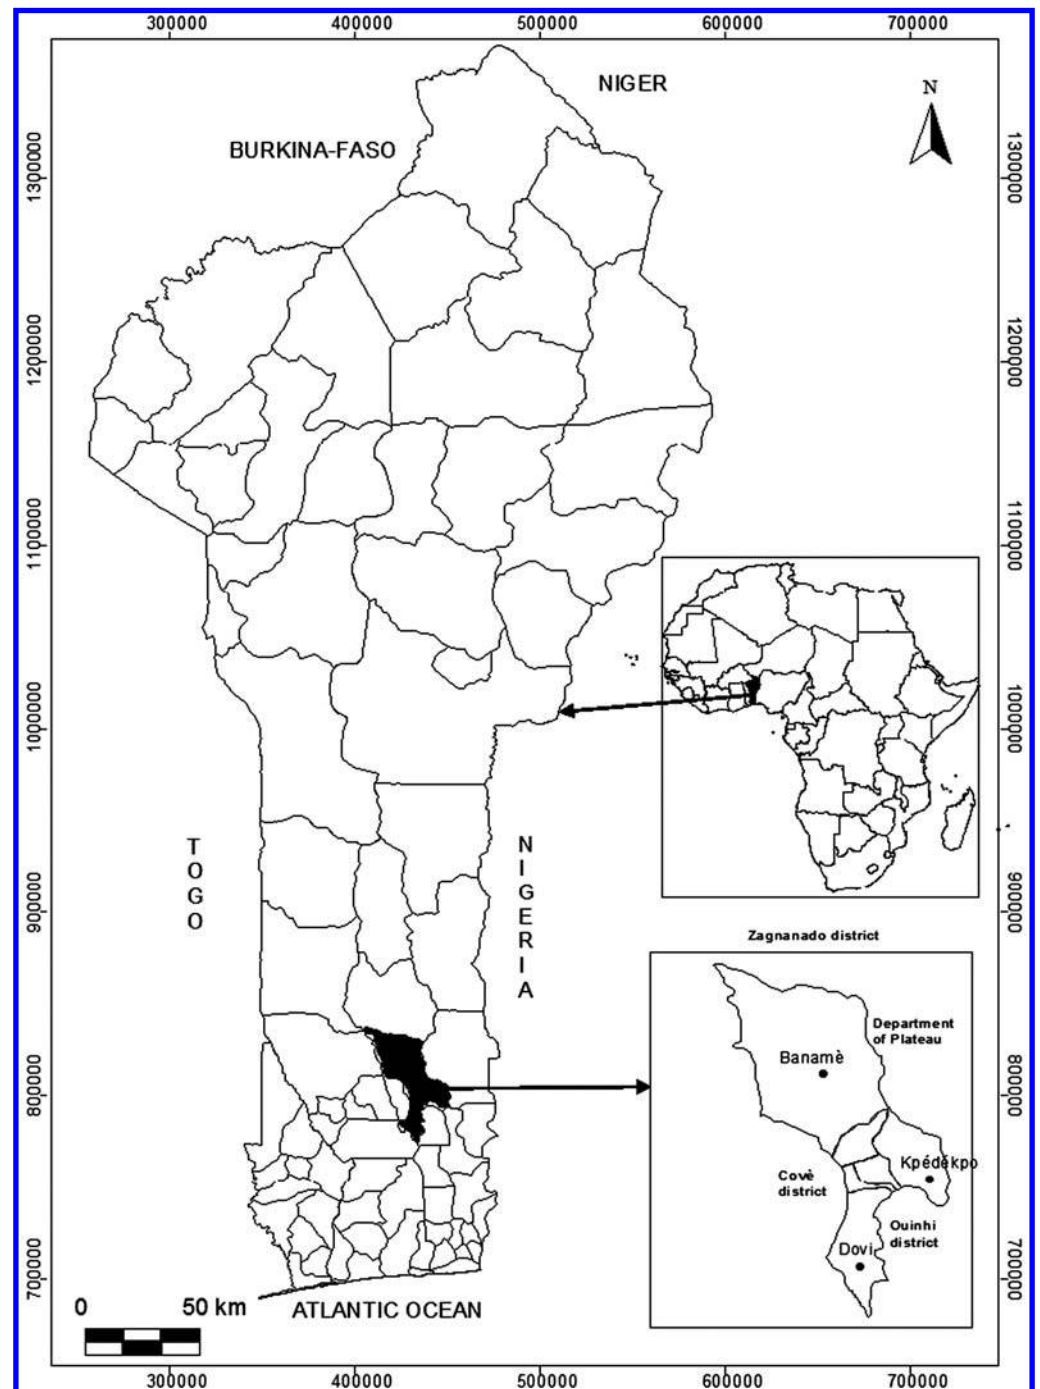 300000 400000 500000 600000 700000
NIGER
N
BURKINA-FASO
1300000 1300000
1200000 1200000
1100000 1100000
1000000 1000000
TOGO
NIGERIA
900000 900000
Zagnanado district
Department
of Plateau
Banamè
800000 800000
Kpédékpo
Covè
district
Ouinhi
district
Dovi
700000 700000
0 50 km
ATLANTIC OCEAN
300000 400000 500000 600000 700000